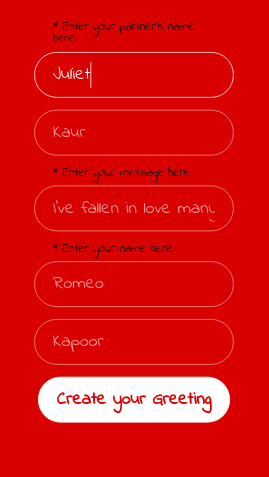 * Enter your pariner's name
here:
Juliet
Kaur
* Enter your message here:
I've fallen in love many
* Enter your name here:
Romeo
Kapoor
Create your Greeting